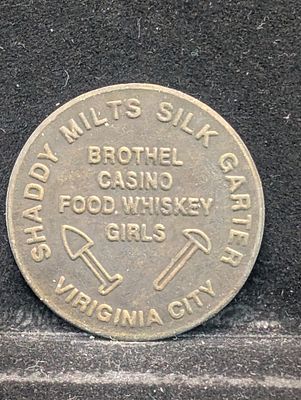 SHADDY MILTS SILK GARTER
BROTHEL
CASINO
FOOD. WHISKEY
GIRLS
VIRIGINIA CITY